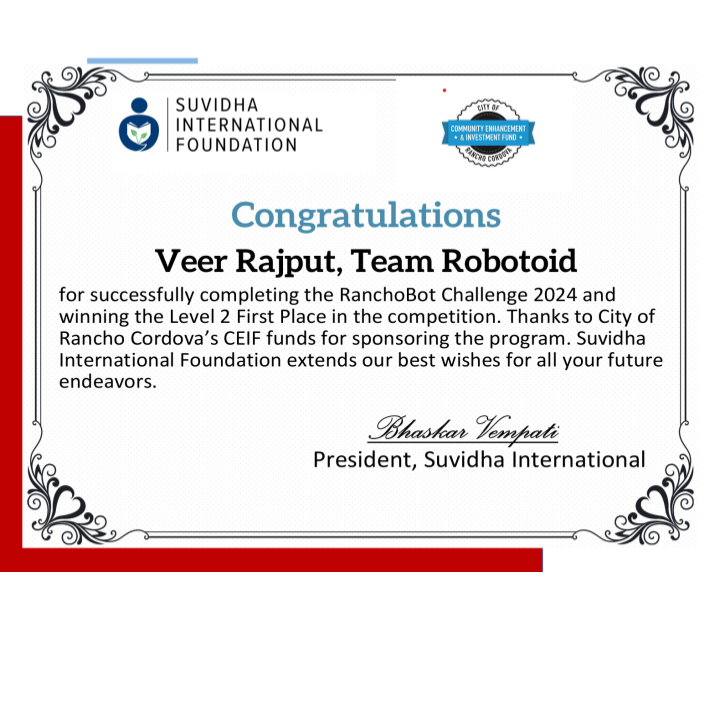 SUVIDHA
INTERNATIONAL
FOUNDATION
CITY OF
COMMUNITY ENHANCEMENT
& INVESTMENT FUND
RANCHO CORDOVA
Congratulations
Veer Rajput, Team Robotoid
for successfully completing the RanchoBot Challenge 2024 and
winning the Level 2 First Place in the competition. Thanks to City of
Rancho Cordova’s CEIF funds for sponsoring the program. Suvidha
International Foundation extends our best wishes for all your future
endeavors.
Bhaskar Vempati
President, Suvidha International